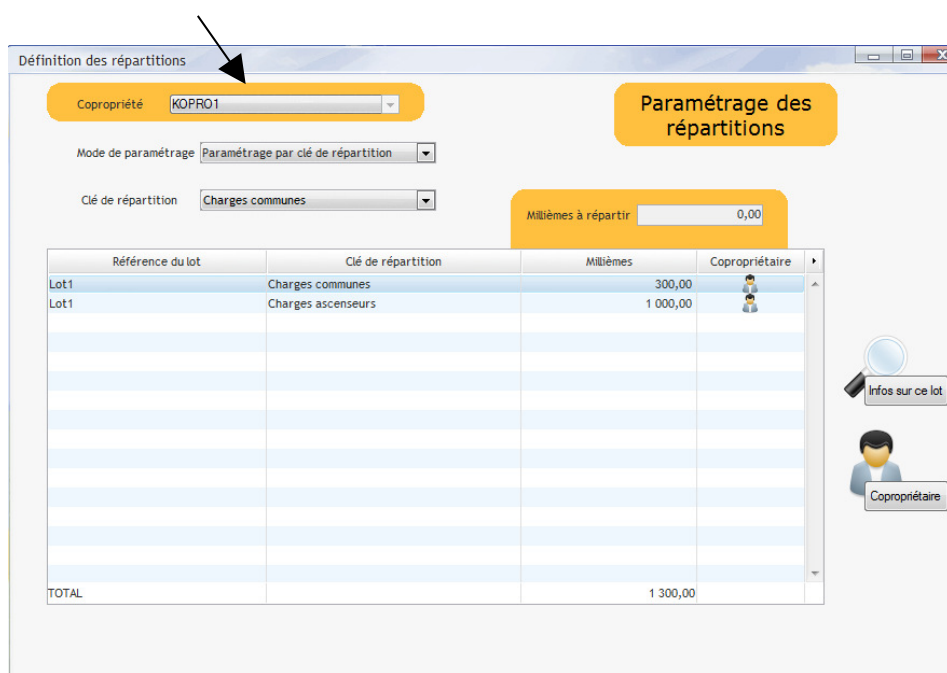 Définition des répartitions
Copropriété KOPRO1
Paramétrage des
répartitions
Mode de paramétrage Paramétrage par clé de répartition
Clé de répartition Charges communes
Millièmes à répartir 0,00
Référence du lot Clé de répartition Millièmes Copropriétaire
Lot1 Charges communes 300,00
Lot1 Charges ascenseurs 1 000,00
Infos sur ce lot
Copropriétaire
TOTAL 1 300,00